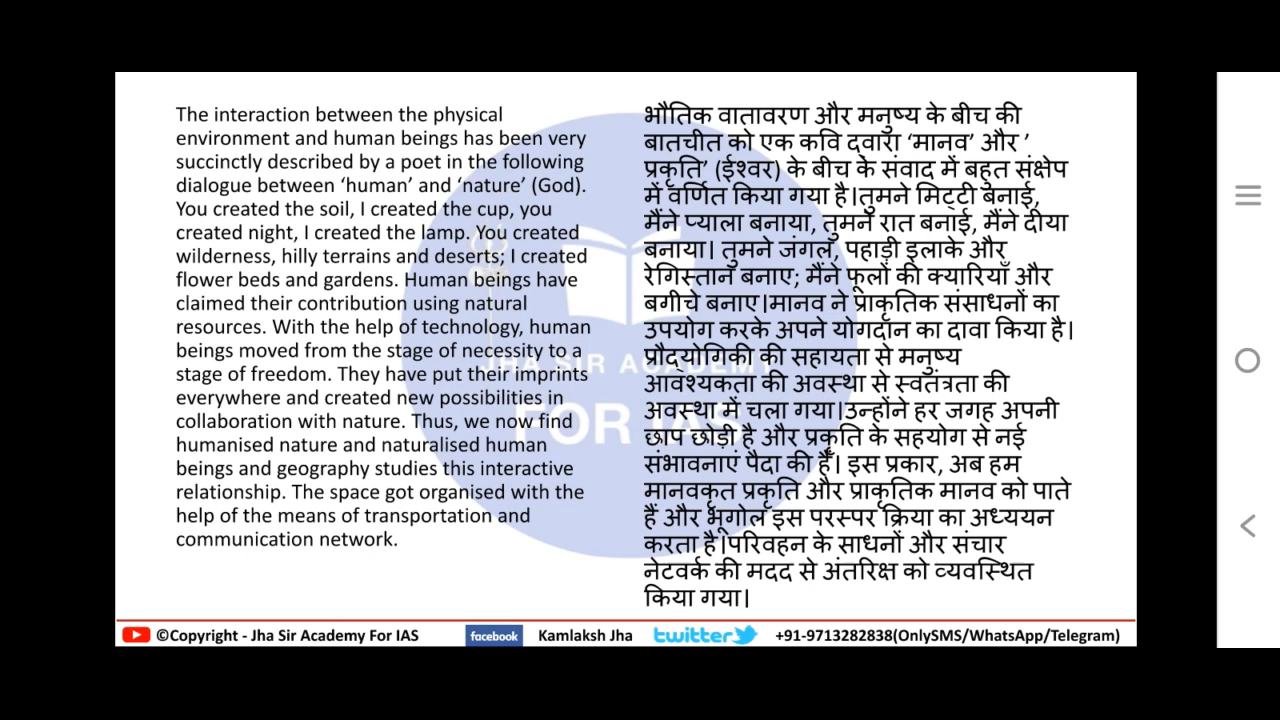 The interaction between the physical
environment and human beings has been very
succinctly described by a poet in the following
dialogue between ‘human’ and ‘nature’ (God).
You created the soil, I created the cup, you
created night, I created the lamp. You created
wilderness, hilly terrains and deserts; I created
flower beds and gardens. Human beings have
claimed their contribution using natural
resources. With the help of technology, human
beings moved from the stage of necessity to a
stage of freedom. They have put their imprints
everywhere and created new possibilities in
collaboration with nature. Thus, we now find
humanised nature and naturalised human
beings and geography studies this interactive
relationship. The space got organised with the
help of the means of transportation and
communication network.
भौतिक वातावरण और मनुष्य के बीच की
बातचीत को एक कवि द्वारा ‘मानव’ और ’
प्रकृति’ (ईश्वर) के बीच के संवाद में बहुत संक्षेप
में वर्णित किया गया है।तुमने मिट्टी बनाई,
मैंने प्याला बनाया, तुमने रात बनाई, मैंने दीया
बनाया। तुमने जंगल, पहाड़ी इलाके और
रेगिस्तान बनाए; मैंने फूलों की क्यारियाँ और
बगीचे बनाए।मानव ने प्राकृतिक संसाधनों का
उपयोग करके अपने योगदान का दावा किया है।
प्रौद्योगिकी की सहायता से मनुष्य
आवश्यकता की अवस्था से स्वतंत्रता की
अवस्था में चला गया।उन्होंने हर जगह अपनी
छाप छोड़ी है और प्रकृति के सहयोग से नई
संभावनाएं पैदा की हैं। इस प्रकार, अब हम
मानवकृत प्रकृति और प्राकृतिक मानव को पाते
हैं और भूगोल इस परस्पर क्रिया का अध्ययन
करता है।परिवहन के साधनों और संचार
नेटवर्क की मदद से अंतरिक्ष को व्यवस्थित
किया गया।
JHA SIR ACADEMY
FOR IAS
©Copyright - Jha Sir Academy For IAS facebook Kamlaksh Jha twitter +91-9713282838(OnlySMS/WhatsApp/Telegram)